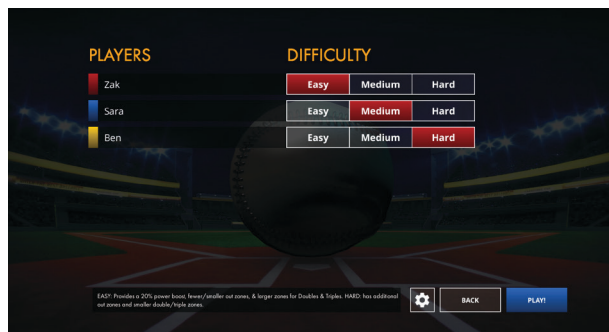 PLAYERS DIFFICULTY
Zak Easy Medium Hard
Sara Easy Medium Hard
Ben Easy Medium Hard
EASY: Provides a 20% power boost, fewer/smaller out zones, & larger zones for Doubles & Triples. HARD: has additional
out zones and smaller double/triple zones.
BACK PLAY!